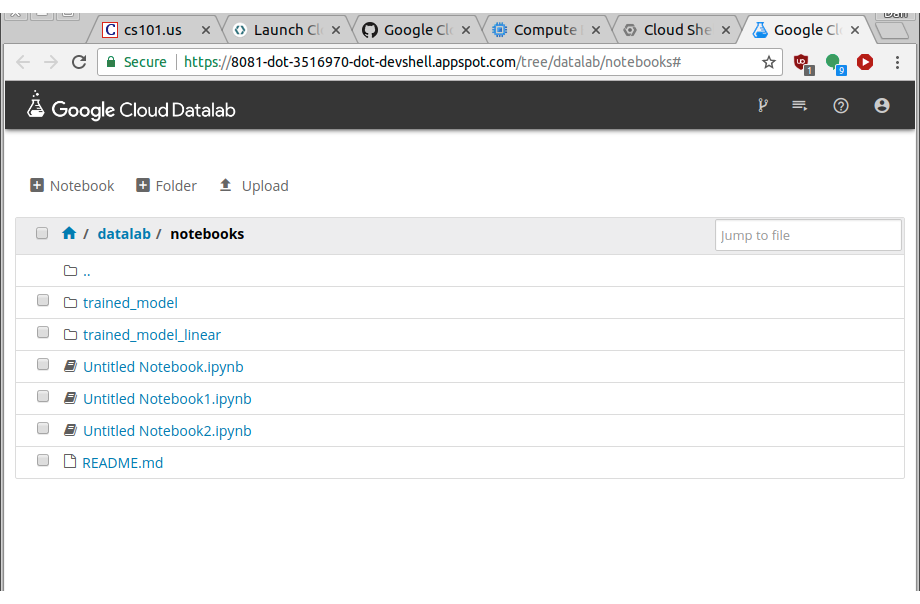 C cs101.us × Launch Cl × Google Cl × Compute × Cloud She × Google Cl ×
Secure https://8081-dot-3516970-dot-devshell.appspot.com/tree/datalab/notebooks# 1 9
Google Cloud Datalab
Notebook Folder Upload
/ datalab / notebooks Jump to file
..
trained_model
trained_model_linear
Untitled Notebook.ipynb
Untitled Notebook1.ipynb
Untitled Notebook2.ipynb
README.md